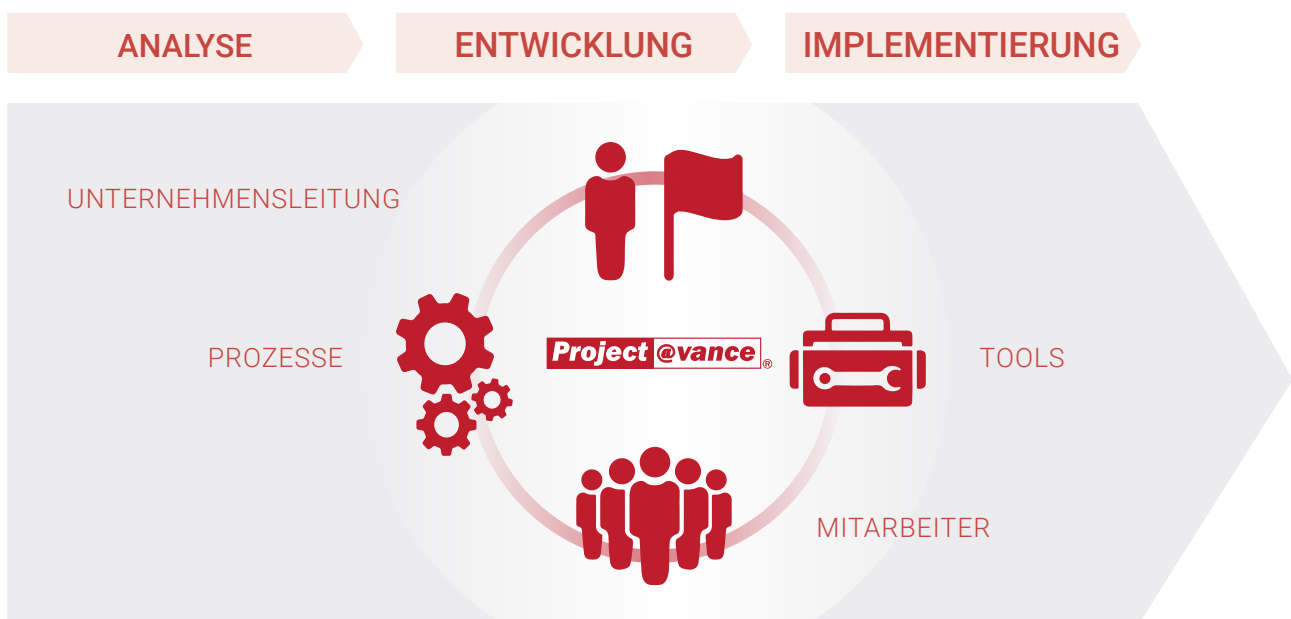 ANALYSE
ENTWICKLUNG
IMPLEMENTIERUNG
UNTERNEHMENSLEITUNG
PROZESSE
Project @vance ®
TOOLS
MITARBEITER